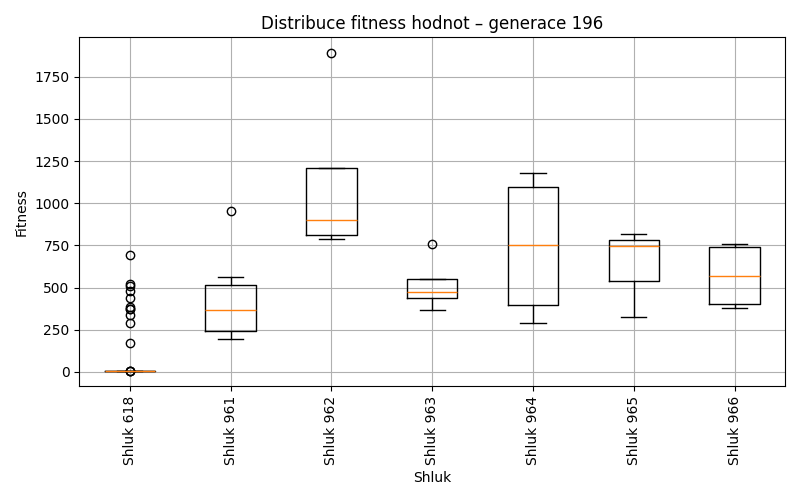 Distribuce fitness hodnot – generace 196
Fitness
1750
1500
1250
1000
750
500
250
0
Shluk 618
Shluk 961
Shluk 962
Shluk 963
Shluk 964
Shluk 965
Shluk 966
Shluk